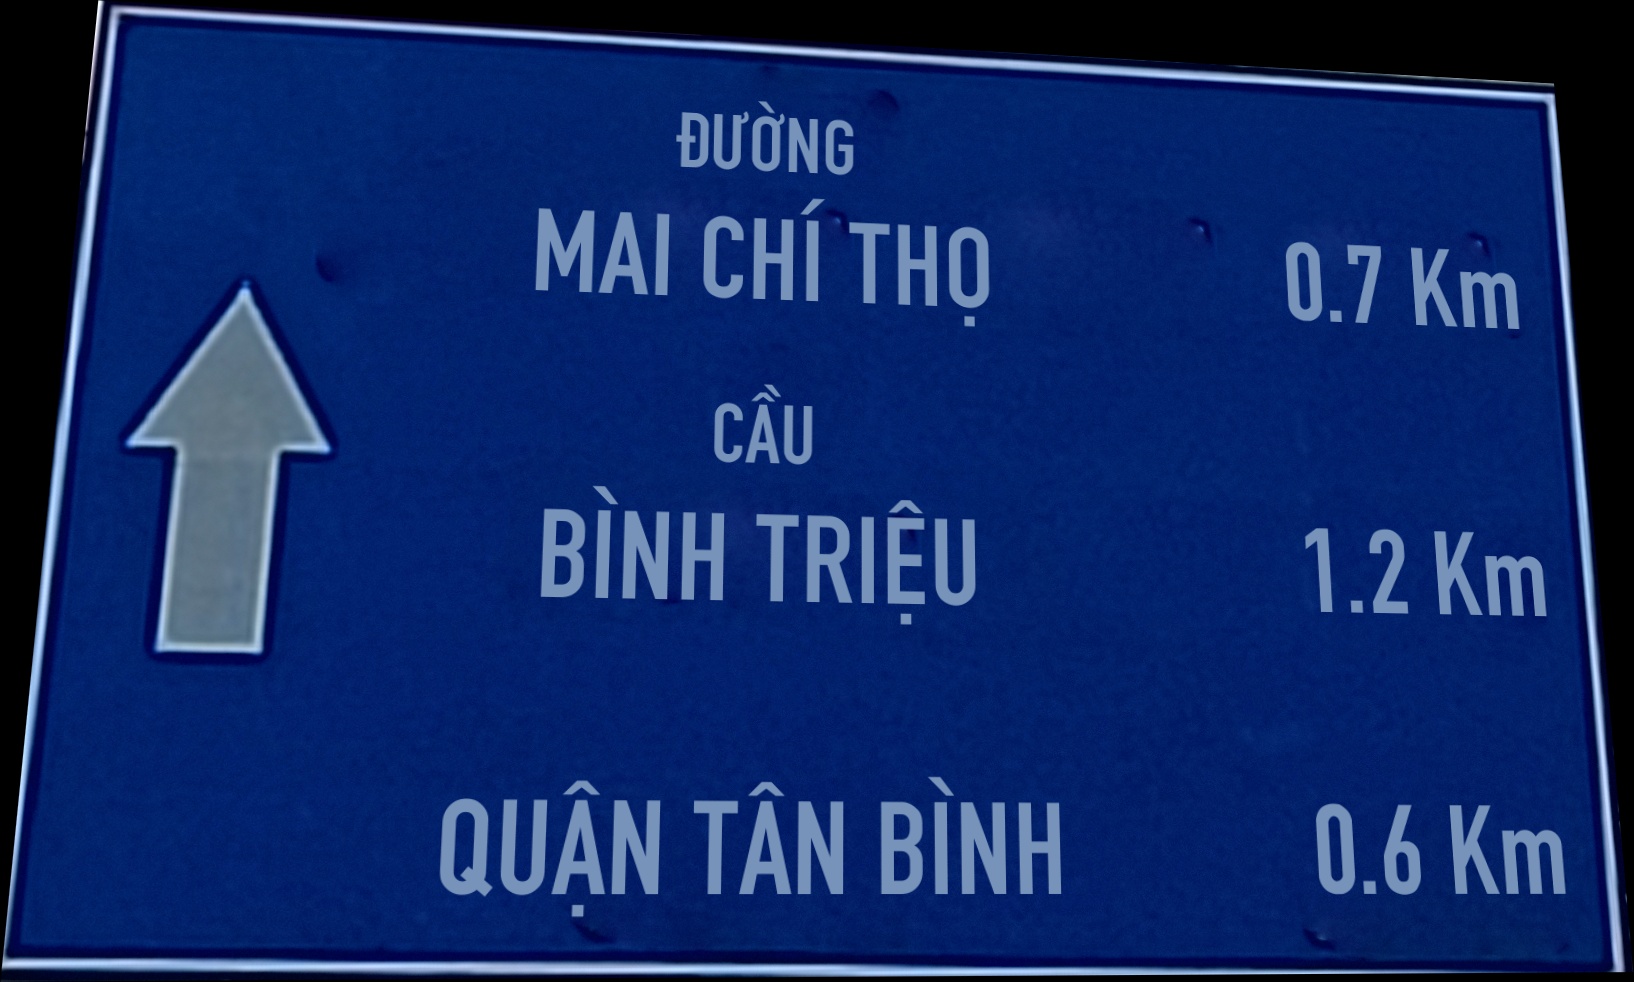 ĐƯỜNG
MAI CHÍ THỌ 0.7 Km
CẦU
BÌNH TRIỆU 1.2 Km
QUẬN TÂN BÌNH 0.6 Km